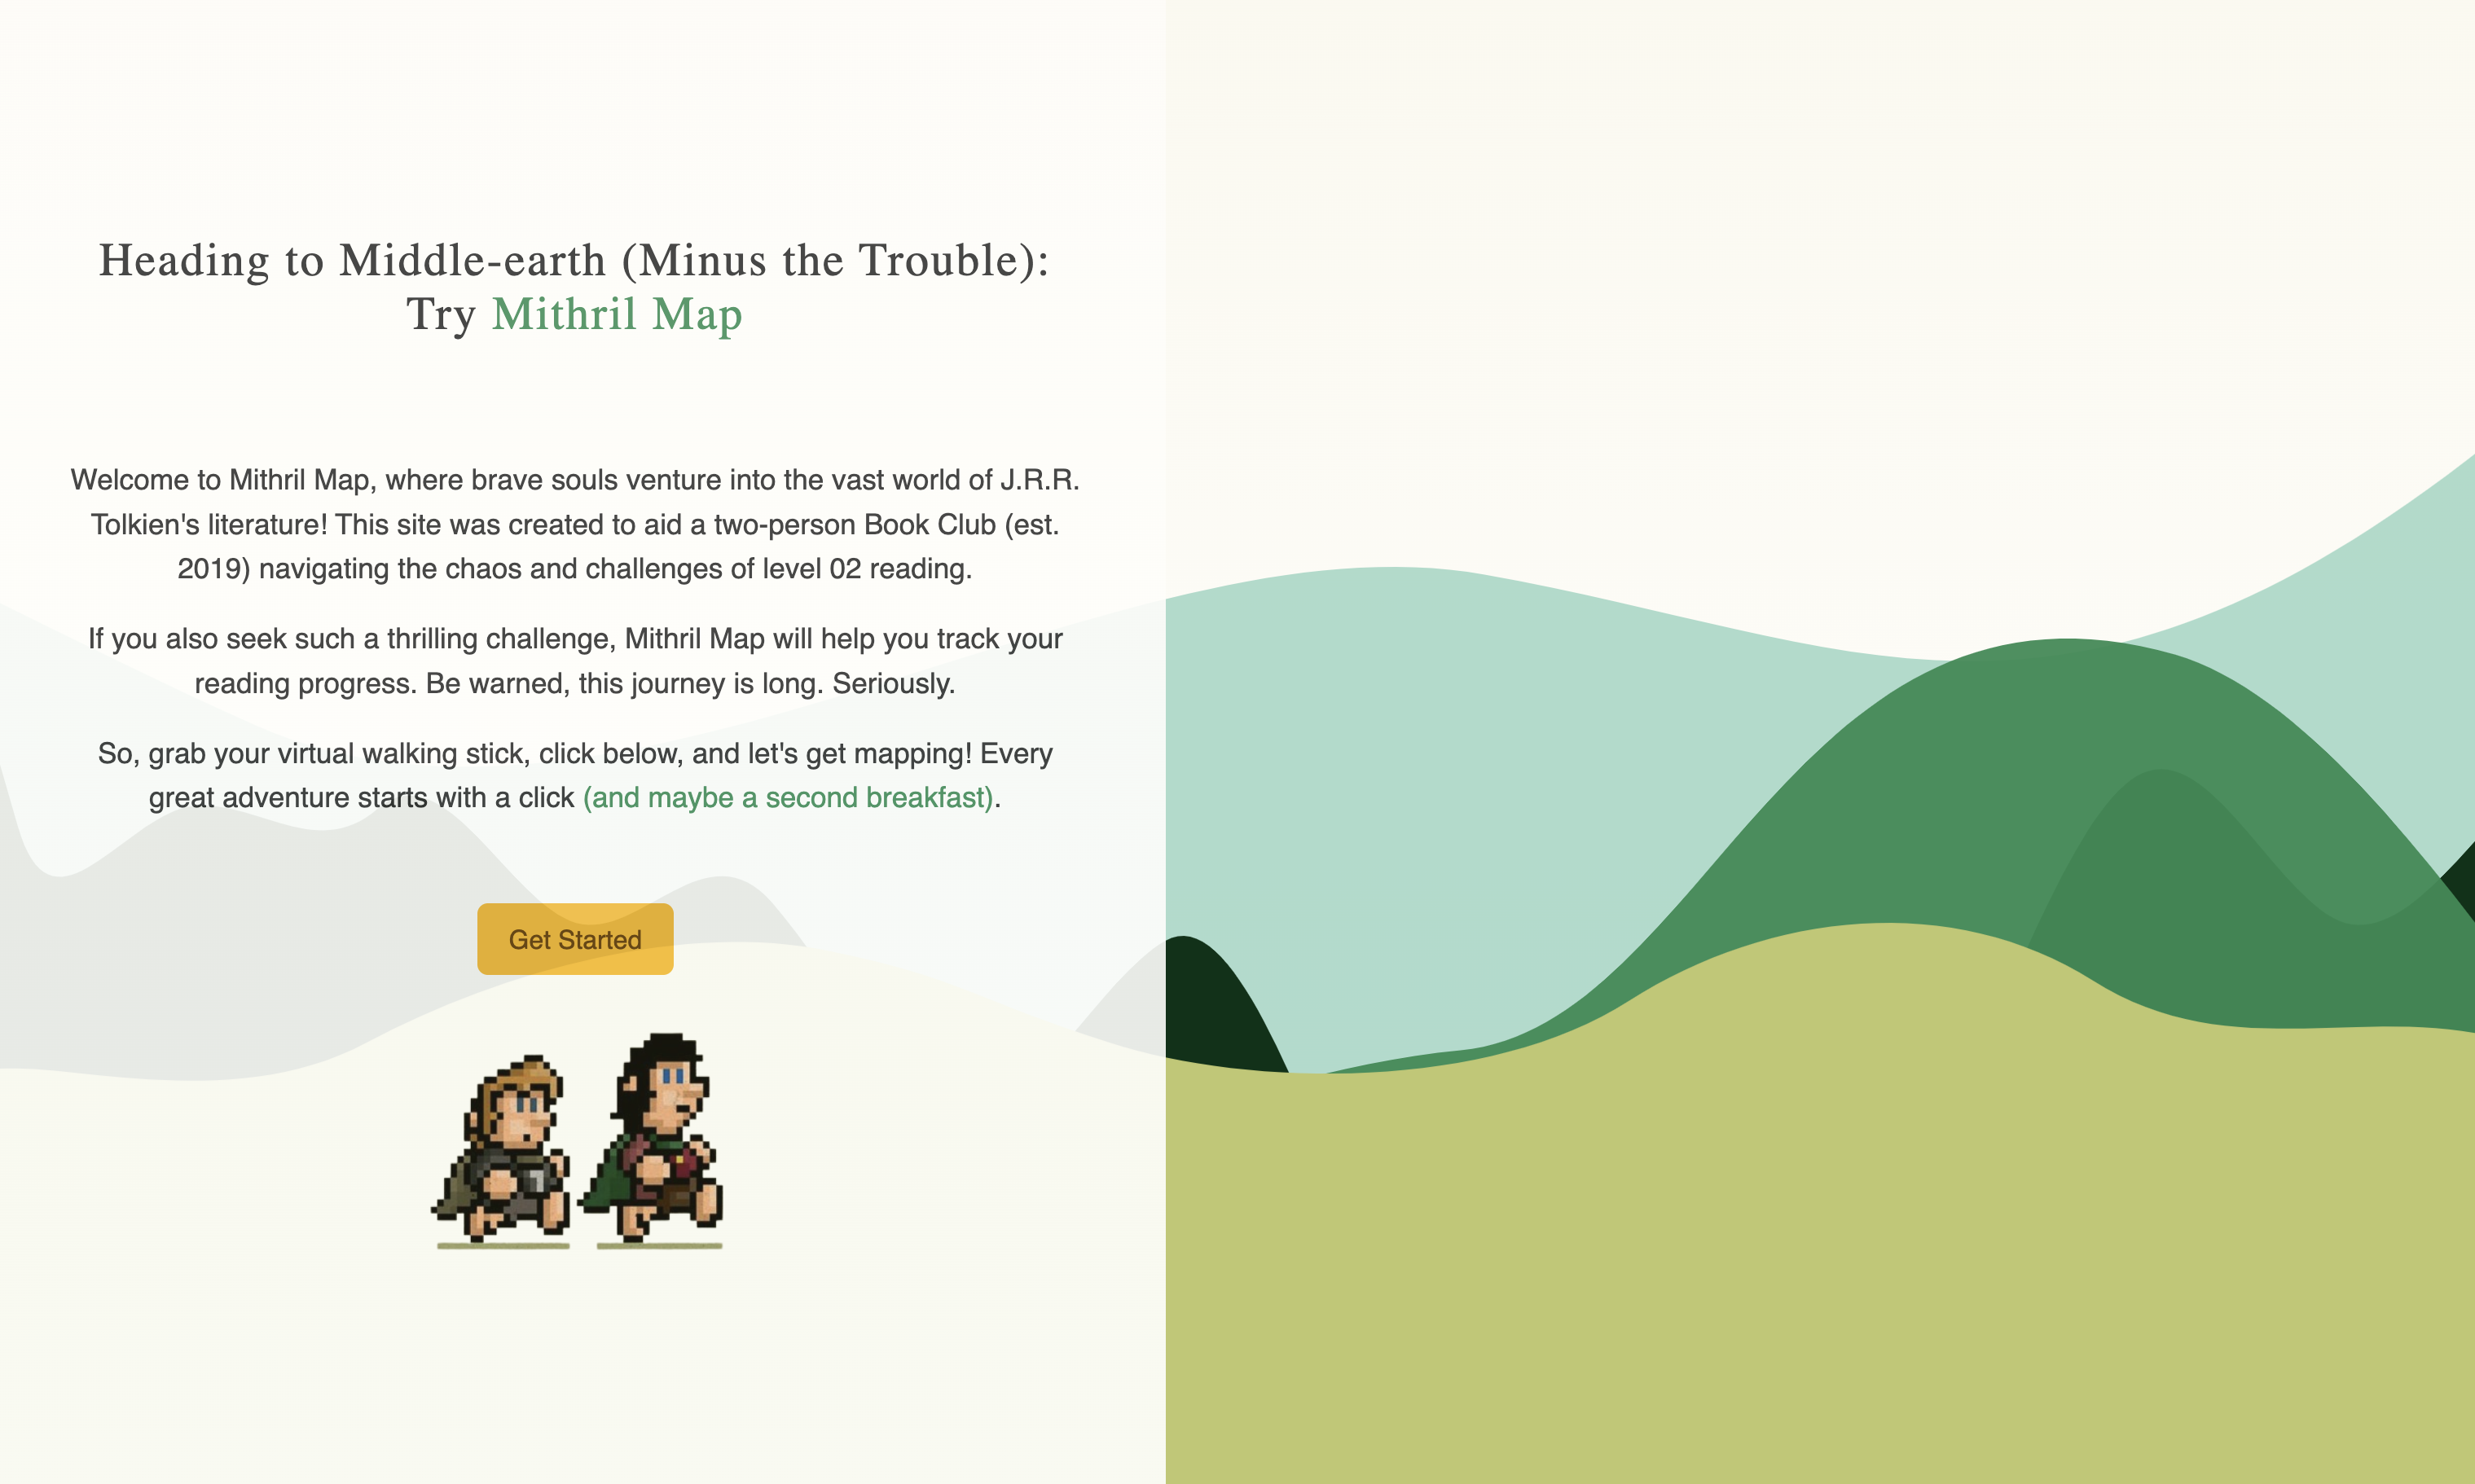 Heading to Middle-earth (Minus the Trouble):
Try Mithril Map
Welcome to Mithril Map, where brave souls venture into the vast world of J.R.R.
Tolkien's literature! This site was created to aid a two-person Book Club (est.
2019) navigating the chaos and challenges of level 02 reading.
If you also seek such a thrilling challenge, Mithril Map will help you track your
reading progress. Be warned, this journey is long. Seriously.
So, grab your virtual walking stick, click below, and let's get mapping! Every
great adventure starts with a click (and maybe a second breakfast).
Get Started